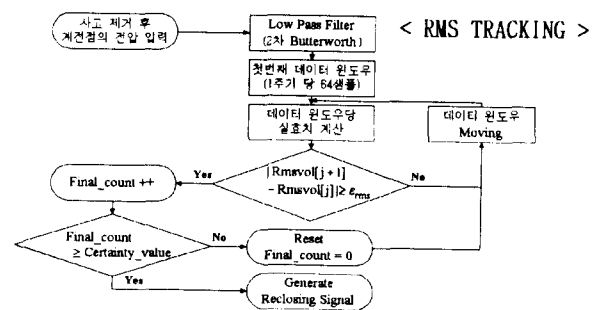 사고 제거 후
계전점의 전압 입력
Low Pass Filter
(2차 Butterworth)
< RMS TRACKING >
첫번째 데이터 윈도우
(1주기 당 64샘플)
데이터 윈도우당
실효치 계산
데이터 윈도우
Moving
|Rmsvol[j + 1]
- Rmsvol[j]| ≥ εrms
Yes
No
Final_count ++
Final_count
≥ Certainty_value
No
Reset
Final_count = 0
Yes
Generate
Reclosing Signal